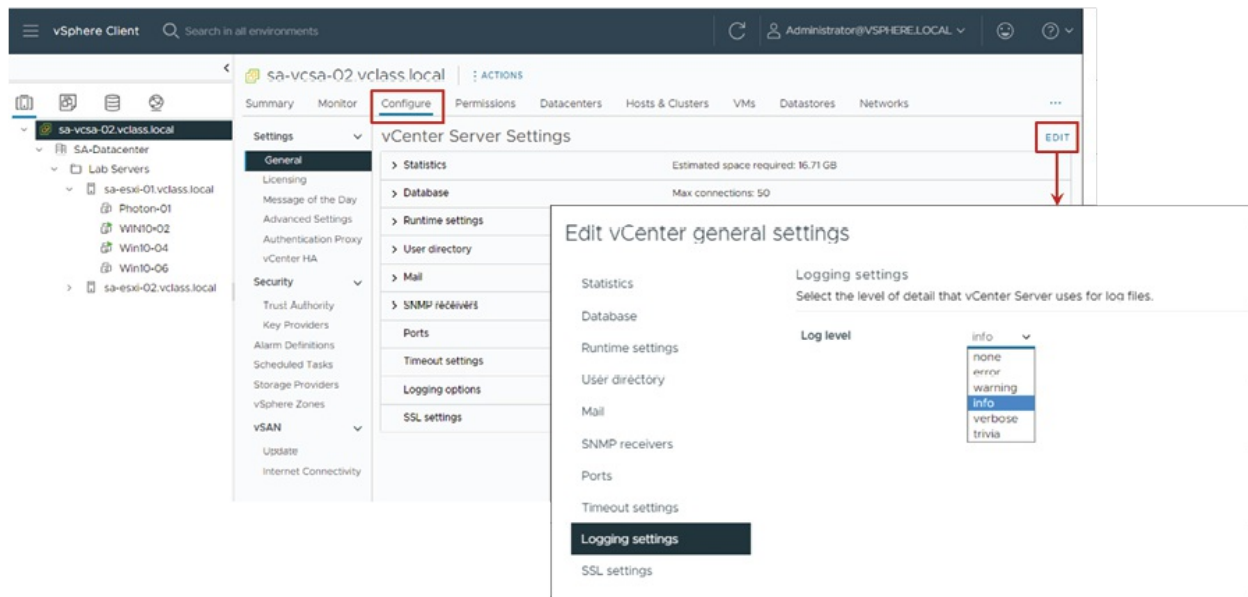 vSphere Client
Search in all environments
Administrator@VSPHERE.LOCAL
sa-vcsa-02.vclass.local
ACTIONS
Summary Monitor Configure Permissions Datacenters Hosts & Clusters VMs Datastores Networks
...
sa-vcsa-02.vclass.local
SA-Datacenter
Lab Servers
sa-esxi-01.vclass.local
Photon-01
WIN10-02
Win10-04
Win10-06
sa-esxi-02.vclass.local
Settings
General
Licensing
Message of the Day
Advanced Settings
Authentication Proxy
vCenter HA
Security
Trust Authority
Key Providers
Alarm Definitions
Scheduled Tasks
Storage Providers
vSphere Zones
vSAN
Update
Internet Connectivity
vCenter Server Settings
EDIT
Statistics Estimated space required: 16.71 GB
Database Max connections: 50
Runtime settings
User directory
Mail
SNMP receivers
Ports
Timeout settings
Logging options
SSL settings
Edit vCenter general settings
Statistics
Database
Runtime settings
User directory
Mail
SNMP receivers
Ports
Timeout settings
Logging settings
SSL settings
Logging settings
Select the level of detail that vCenter Server uses for log files.
Log level info
none
error
warning
info
verbose
trivia